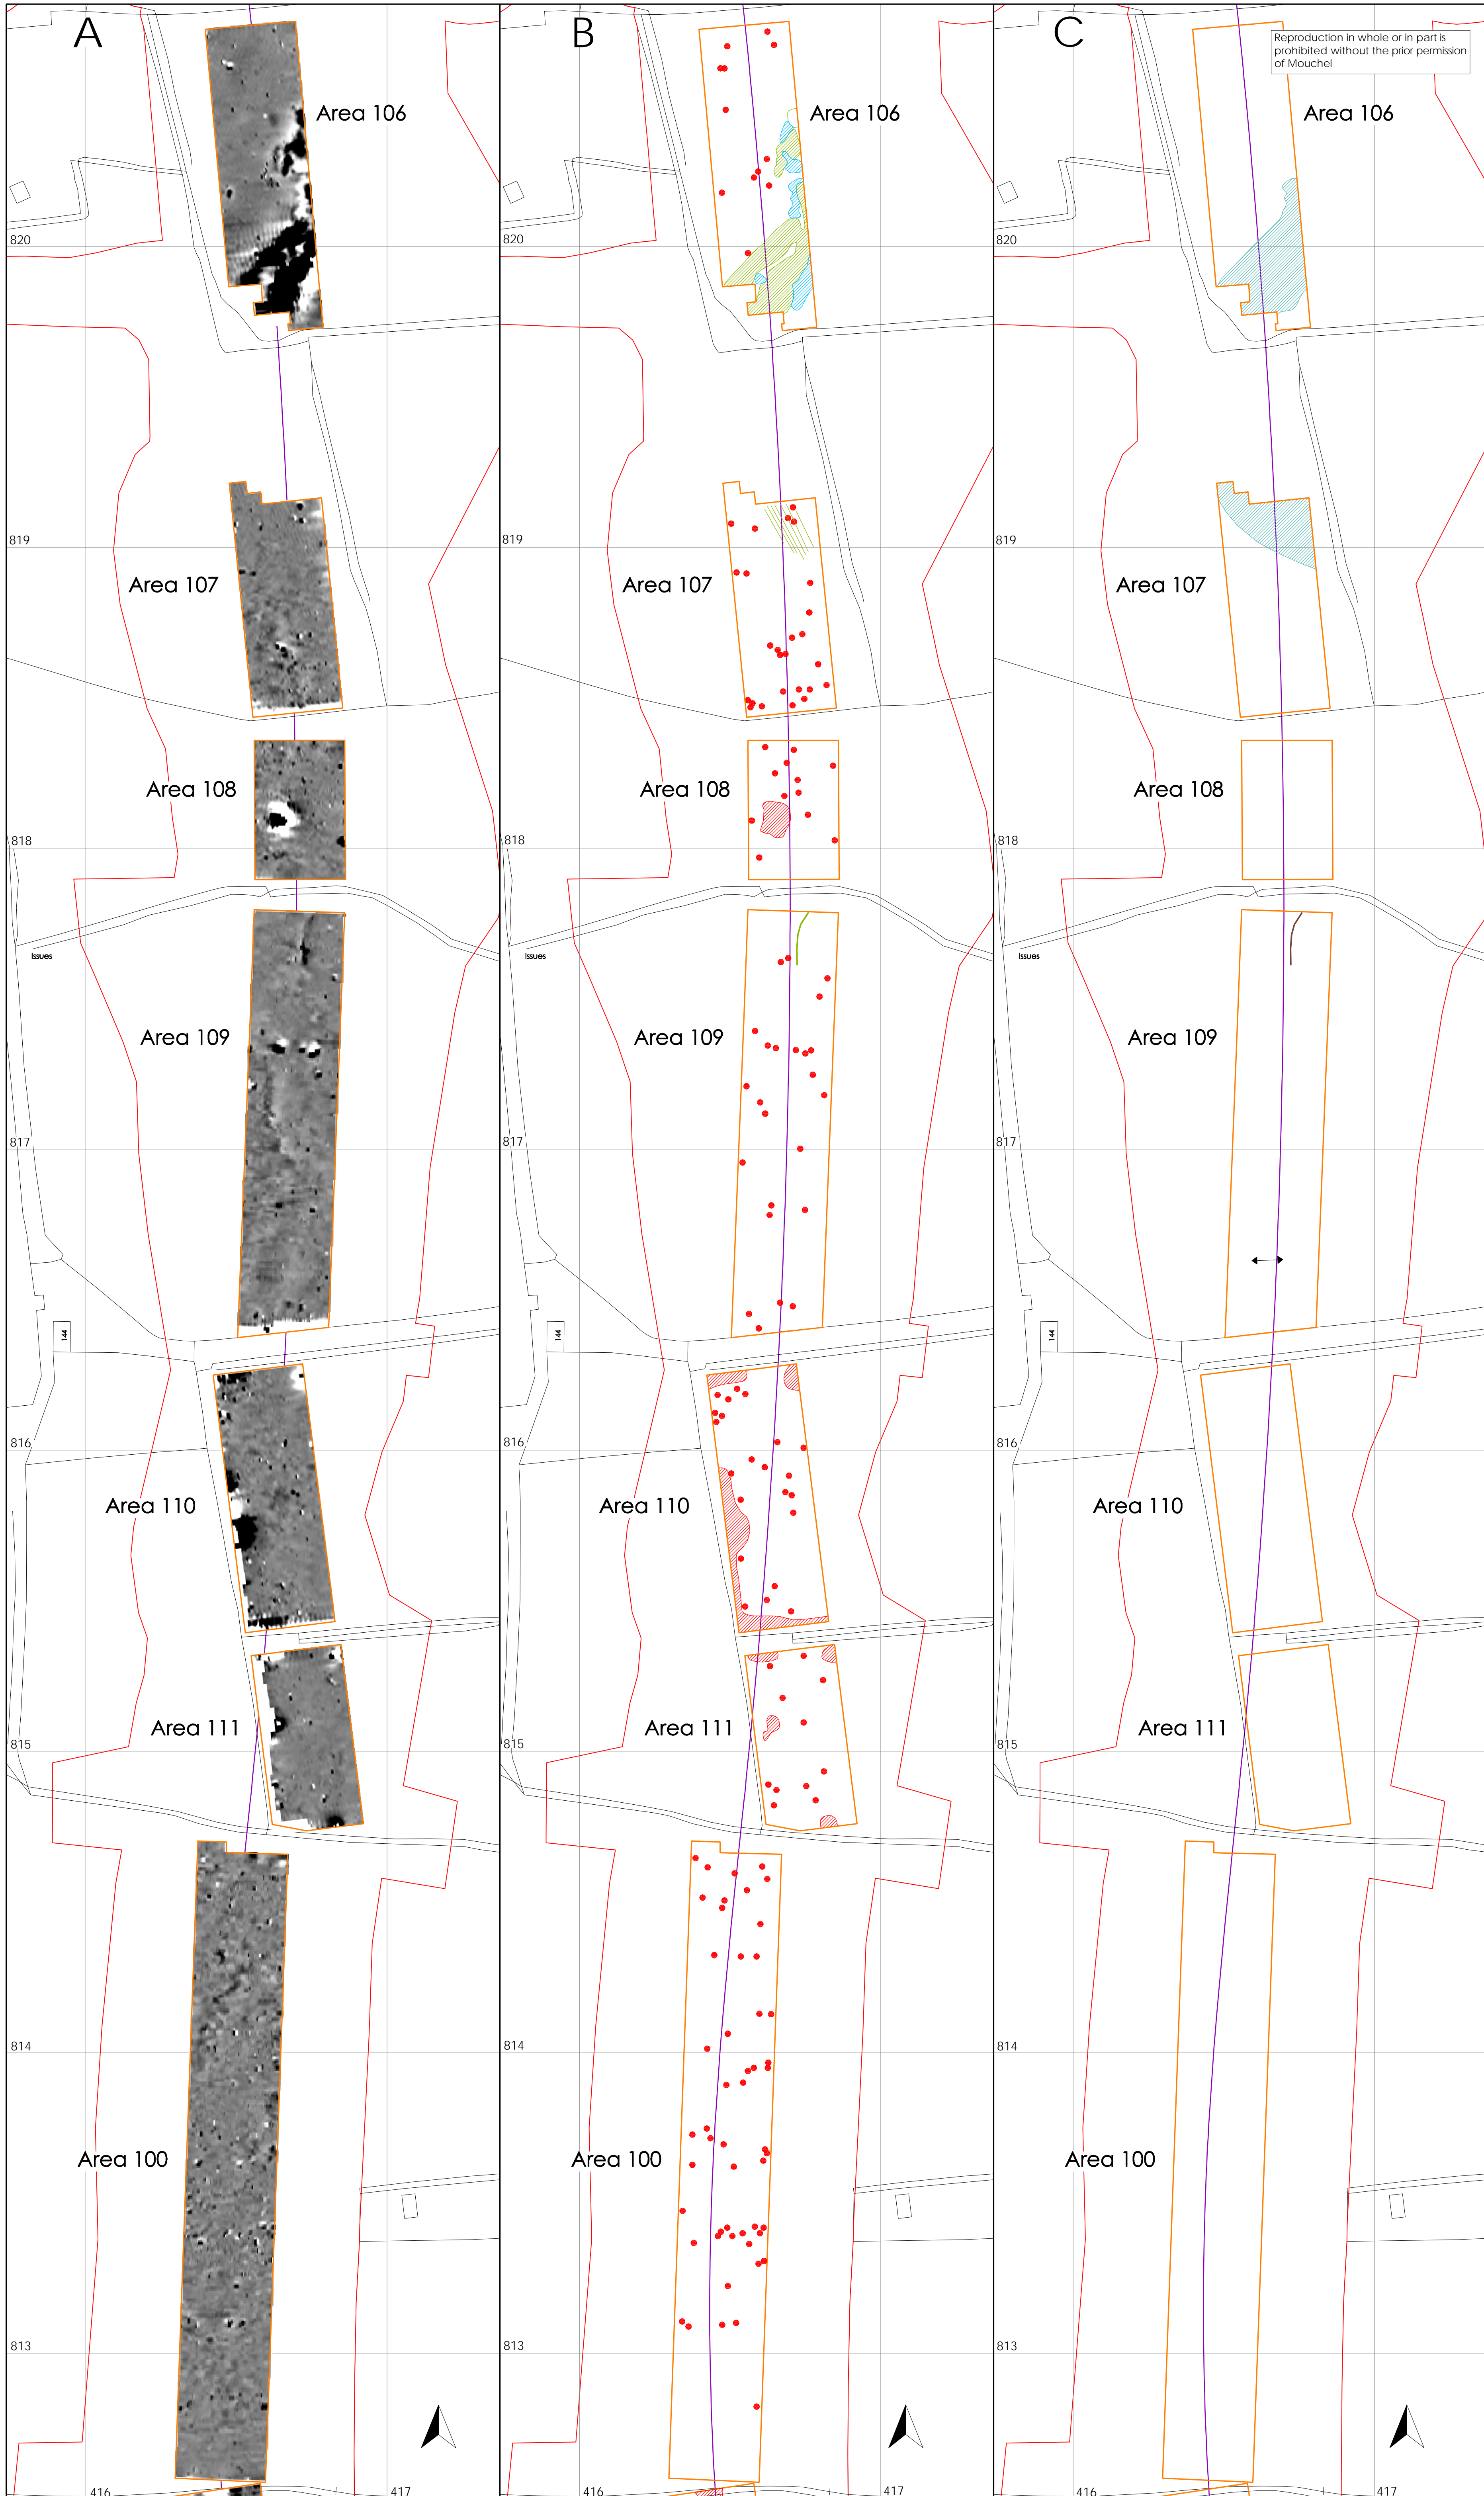 A
Area 106
820
819
Area 107
Area 108
818
Issues
Area 109
817
144
816
Area 110
Area 111
815
814
Area 100
813
416
417
B
Area 106
820
819
Area 107
Area 108
818
Issues
Area 109
817
144
816
Area 110
Area 111
815
814
Area 100
813
416
417
C
Reproduction in whole or in part is
prohibited without the prior permission
of Mouchel
Area 106
820
819
Area 107
Area 108
818
Issues
Area 109
817
144
816
Area 110
Area 111
815
814
Area 100
813
416
417